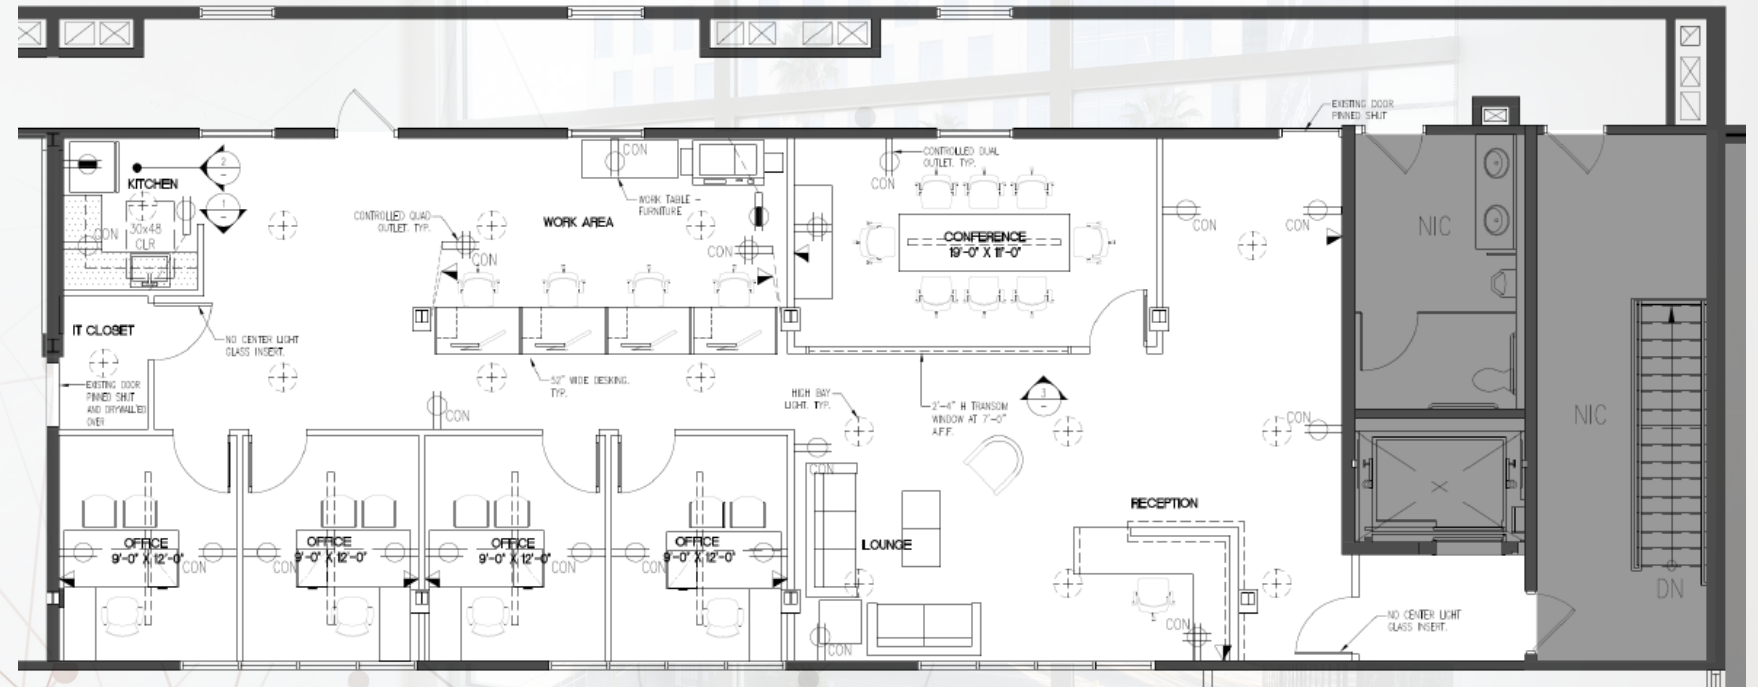 EXISTING DOOR
PINNED SHUT
KITCHEN
2
1
CON
30x48
CLR
CONTROLLED QUAD
OUTLET, TYP.
CON
CON
WORK TABLE -
FURNITURE
WORK AREA
CON
CONTROLLED DUAL
OUTLET, TYP.
CON
CONFERENCE
19'-0" X 11'-0"
CON
CON
NIC
IT CLOSET
NO CENTER LIGHT
GLASS INSERT.
EXISTING DOOR
PINNED SHUT
AND DRYWALLED
OVER
52" WIDE DESKING,
TYP.
CON
HIGH BAY
LIGHT, TYP.
2'-4" H TRANSOM
WINDOW AT 7'-0"
A.F.F.
3
CON
NIC
CON
OFFICE
9'-0" X 12'-0"
CON
OFFICE
9'-0" X 12'-0"
CON
OFFICE
9'-0" X 12'-0"
CON
OFFICE
9'-0" X 12'-0"
CON
LOUNGE
RECEPTION
CON
CON
NO CENTER LIGHT
GLASS INSERT.
DN